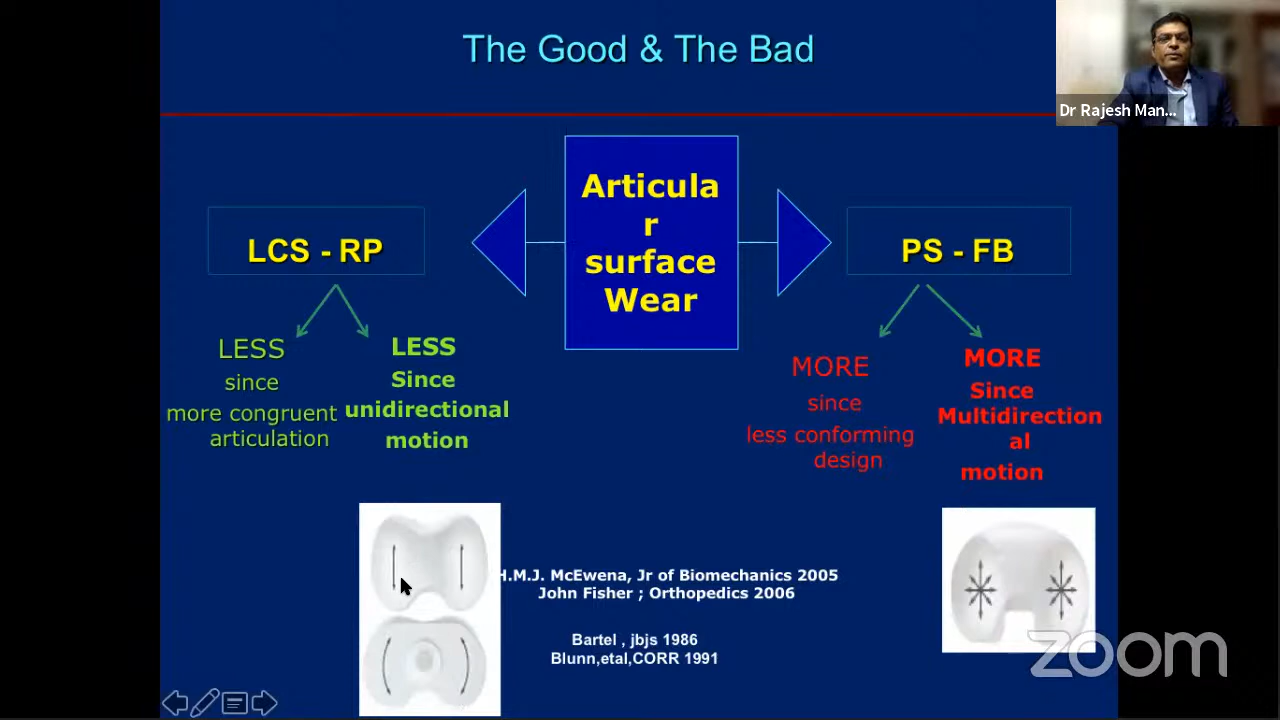 The Good & The Bad
Dr Rajesh Man...
Articula
r
surface
Wear
LCS - RP
PS - FB
LESS
since
more congruent
articulation
LESS
Since
unidirectional
motion
MORE
since
less conforming
design
MORE
Since
Multidirection
al
motion
H.M.J. McEwena, Jr of Biomechanics 2005
John Fisher ; Orthopedics 2006
Bartel , jbjs 1986
Blunn,etal,CORR 1991
zoom